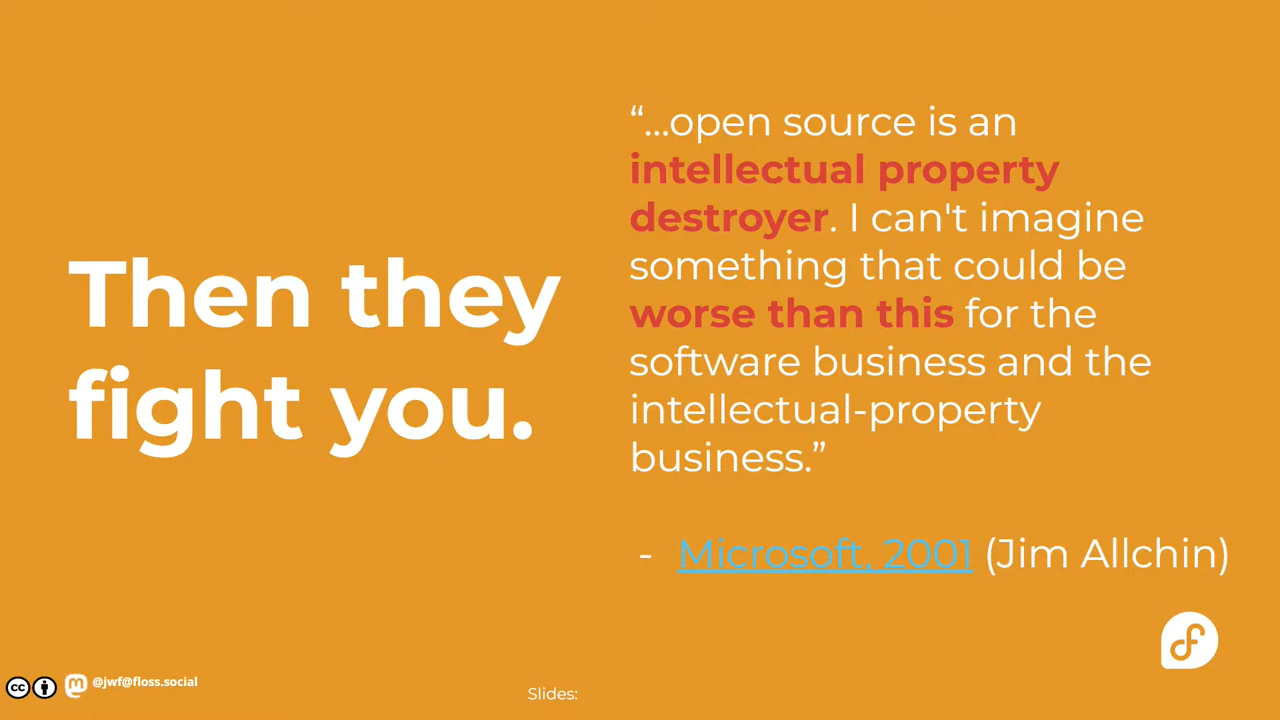 Then they
fight you.
“...open source is an
intellectual property
destroyer. I can't imagine
something that could be
worse than this for the
software business and the
intellectual-property
business.”
- Microsoft, 2001 (Jim Allchin)
cc
@jwf@floss.social
Slides: